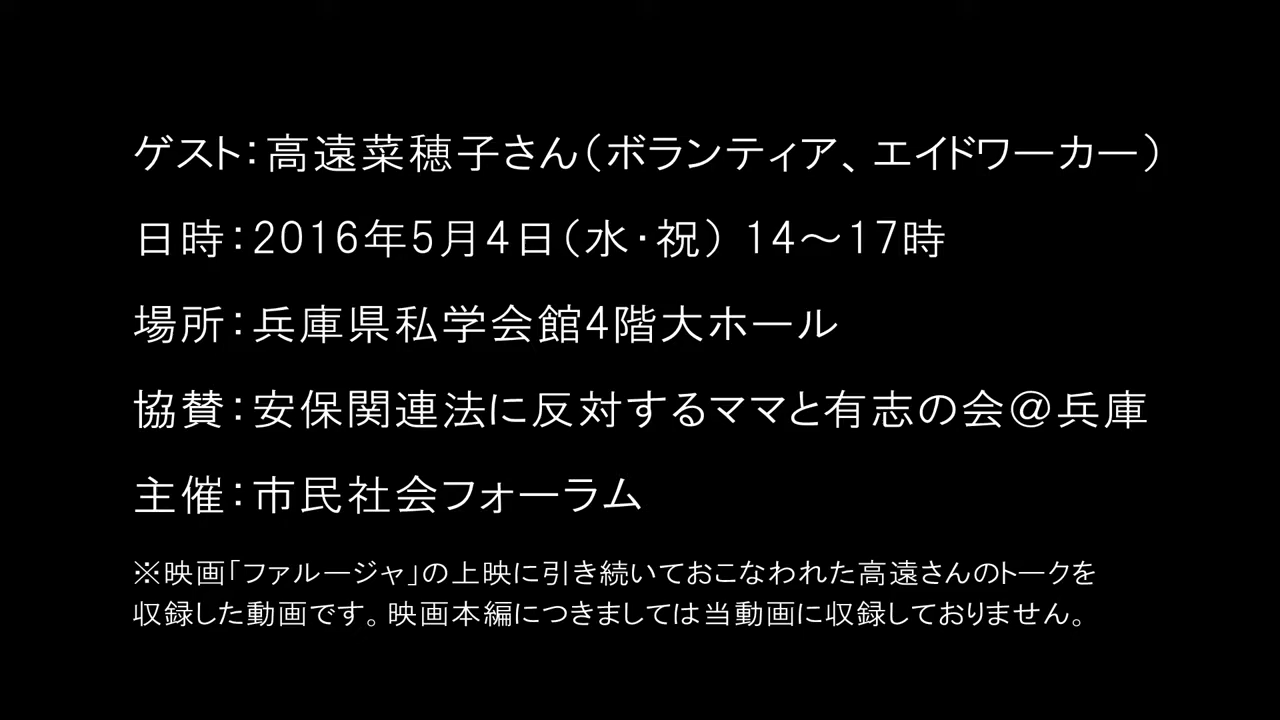 ゲスト：高遠菜穂子さん（ボランティア、エイドワーカー）
日時：2016年5月4日（水・祝） 14～17時
場所：兵庫県私学会館4階大ホール
協賛：安保関連法に反対するママと有志の会＠兵庫
主催：市民社会フォーラム
※映画「ファルージャ」の上映に引き続いておこなわれた高遠さんのトークを
収録した動画です。映画本編につきましては当動画に収録しておりません。